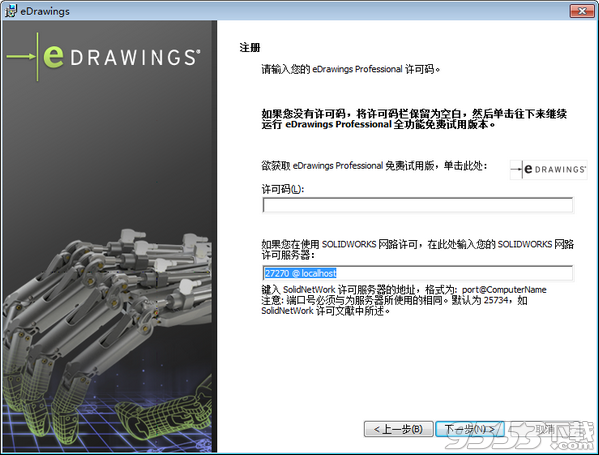 eDrawings
eDRAWINGS®
注册
请输入您的 eDrawings Professional 许可码。
如果您没有许可码，将许可码栏保留为空白，然后单击往下来继续
运行 eDrawings Professional 全功能免费试用版本。
欲获取 eDrawings Professional 免费试用版，单击此处：
eDRAWINGS®
许可码(L):
如果您在使用 SOLIDWORKS 网路许可，在此处输入您的 SOLIDWORKS 网路
许可服务器：
27270 @ localhost
键入 SolidNetWork 许可服务器的地址，格式为: port@ComputerName
注意: 端口号必须与为服务器所使用的相同。默认为 25734，如
SolidNetWork 许可文献中所述。
< 上一步(B)
下一步(N) >
取消
9553下载
.com